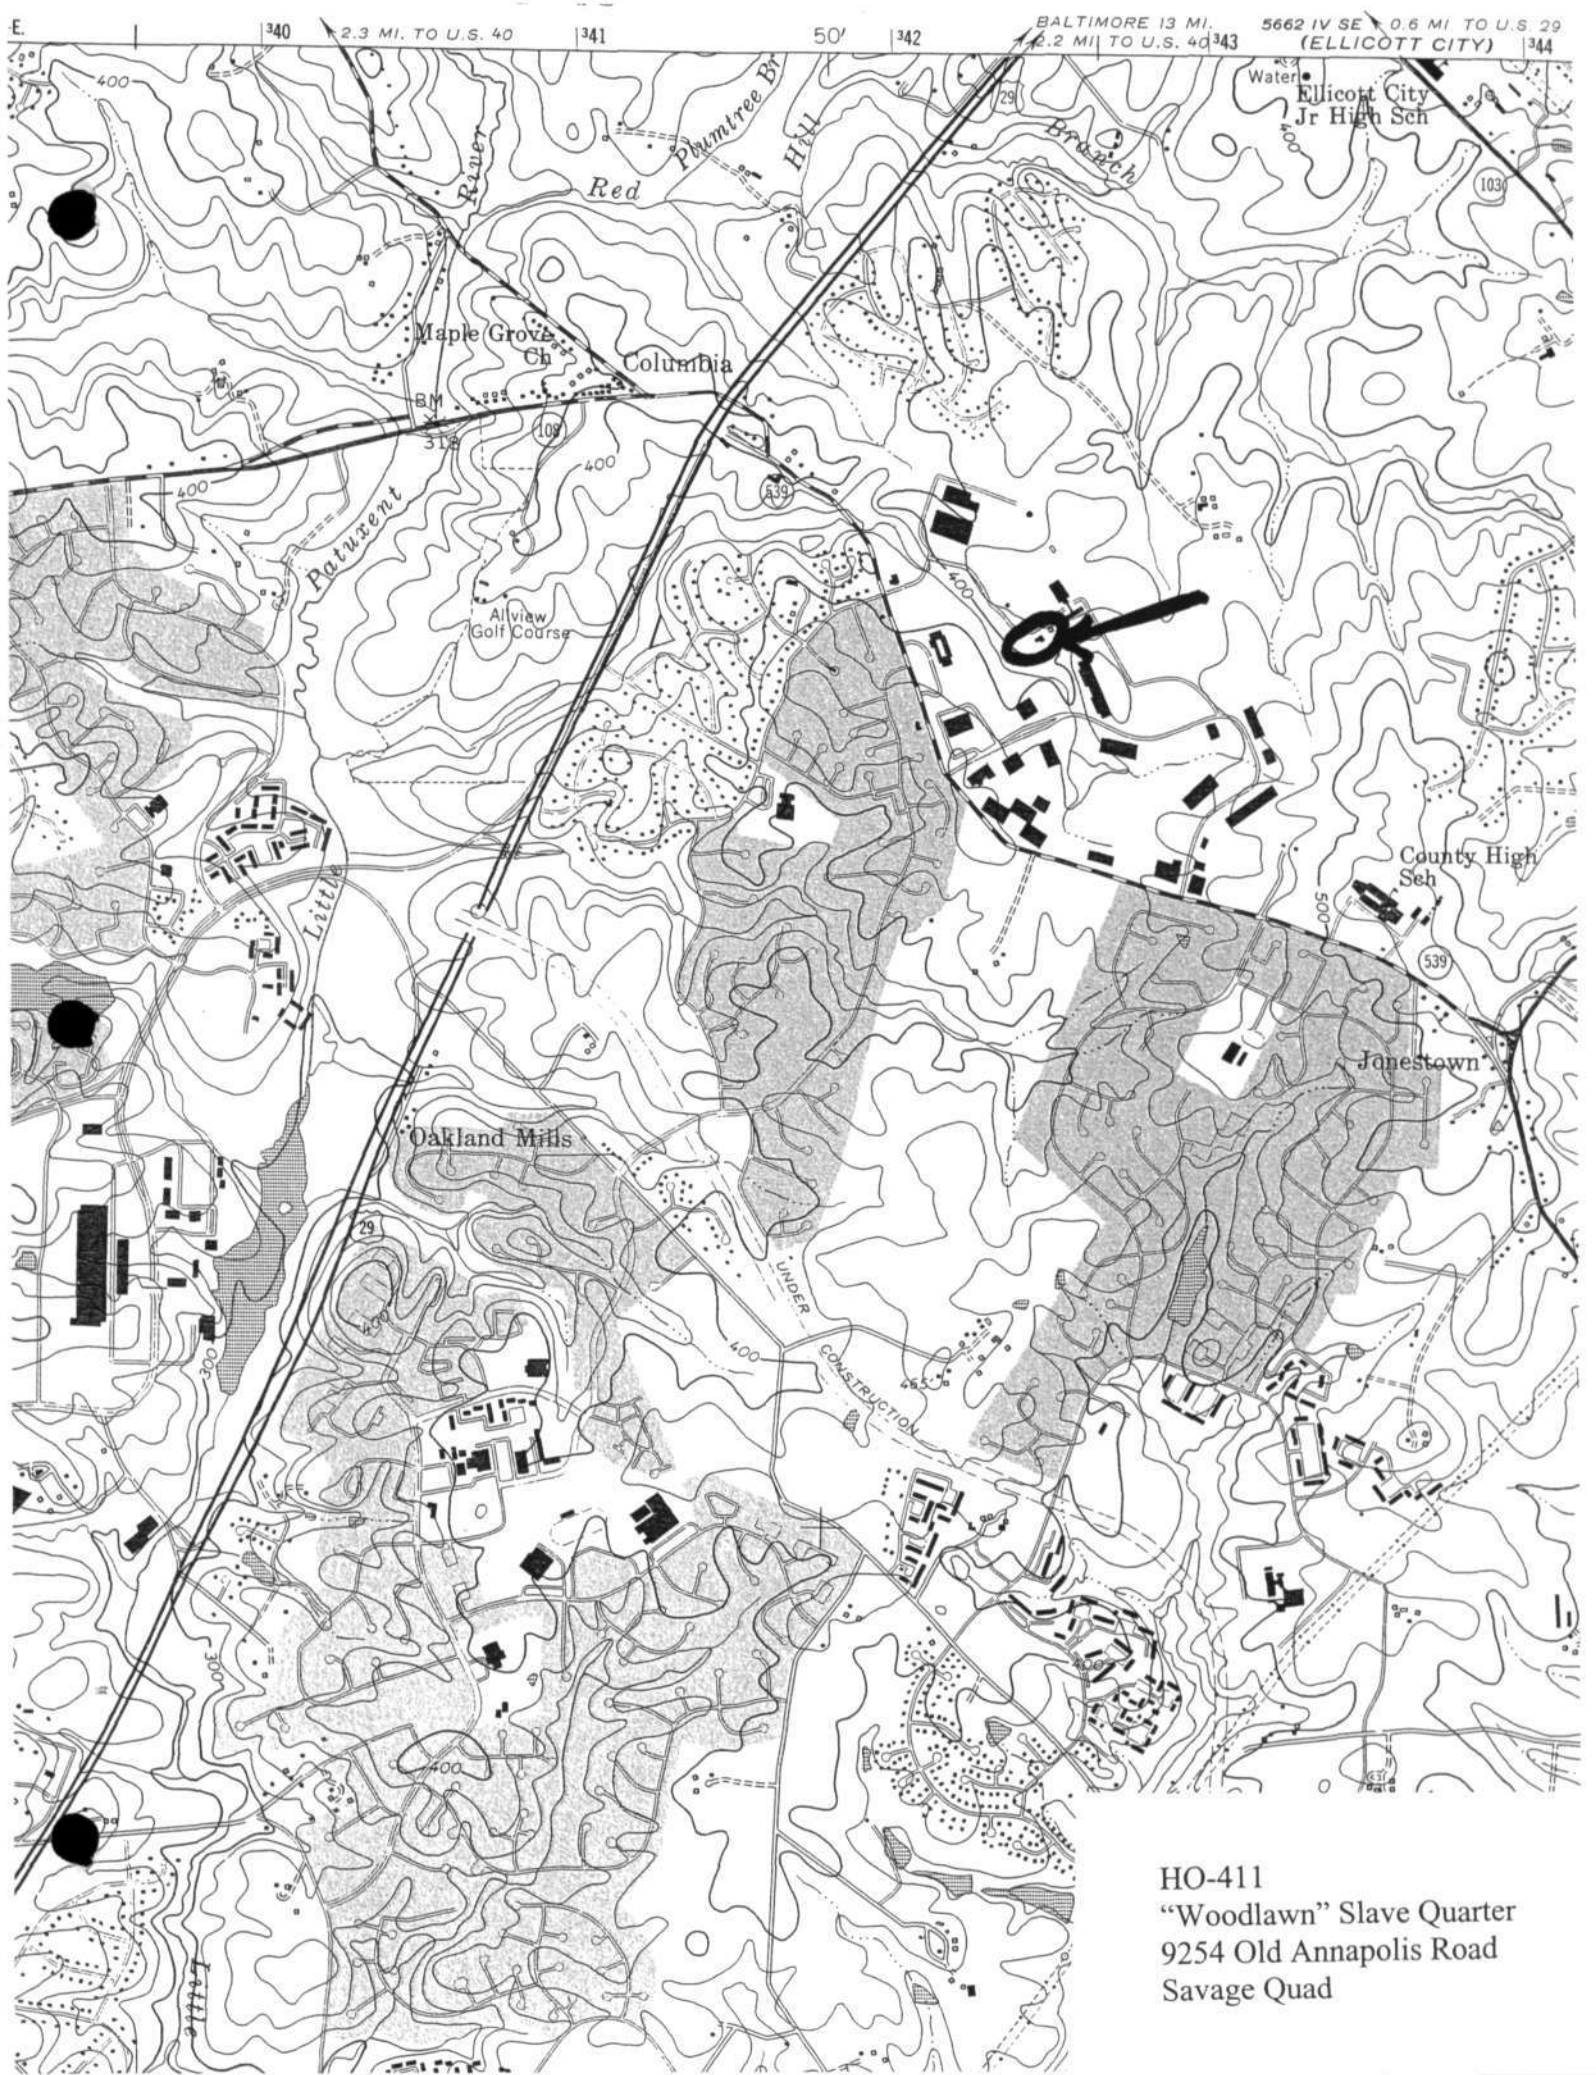 E.
340
2.3 MI. TO U.S. 40
341
50'
342
BALTIMORE 13 MI.
2.2 MI. TO U.S. 40
343
5662 IV SE
0.6 MI TO U.S. 29
(ELLICOTT CITY)
344
400
River
Red
Plumtree Br
Hill
29
Branch
Water
Ellicott City
Jr High Sch
400
103
Maple Grove
Ch
Columbia
BM
318
108
400
400
539
Patuxent
400
Allview
Golf Course
County High
Sch
Little
500
539
Jonestown
Oakland Mills
29
UNDER
CONSTRUCTION
400
400
300
465
300
400
400
Little
HO-411
“Woodlawn” Slave Quarter
9254 Old Annapolis Road
Savage Quad